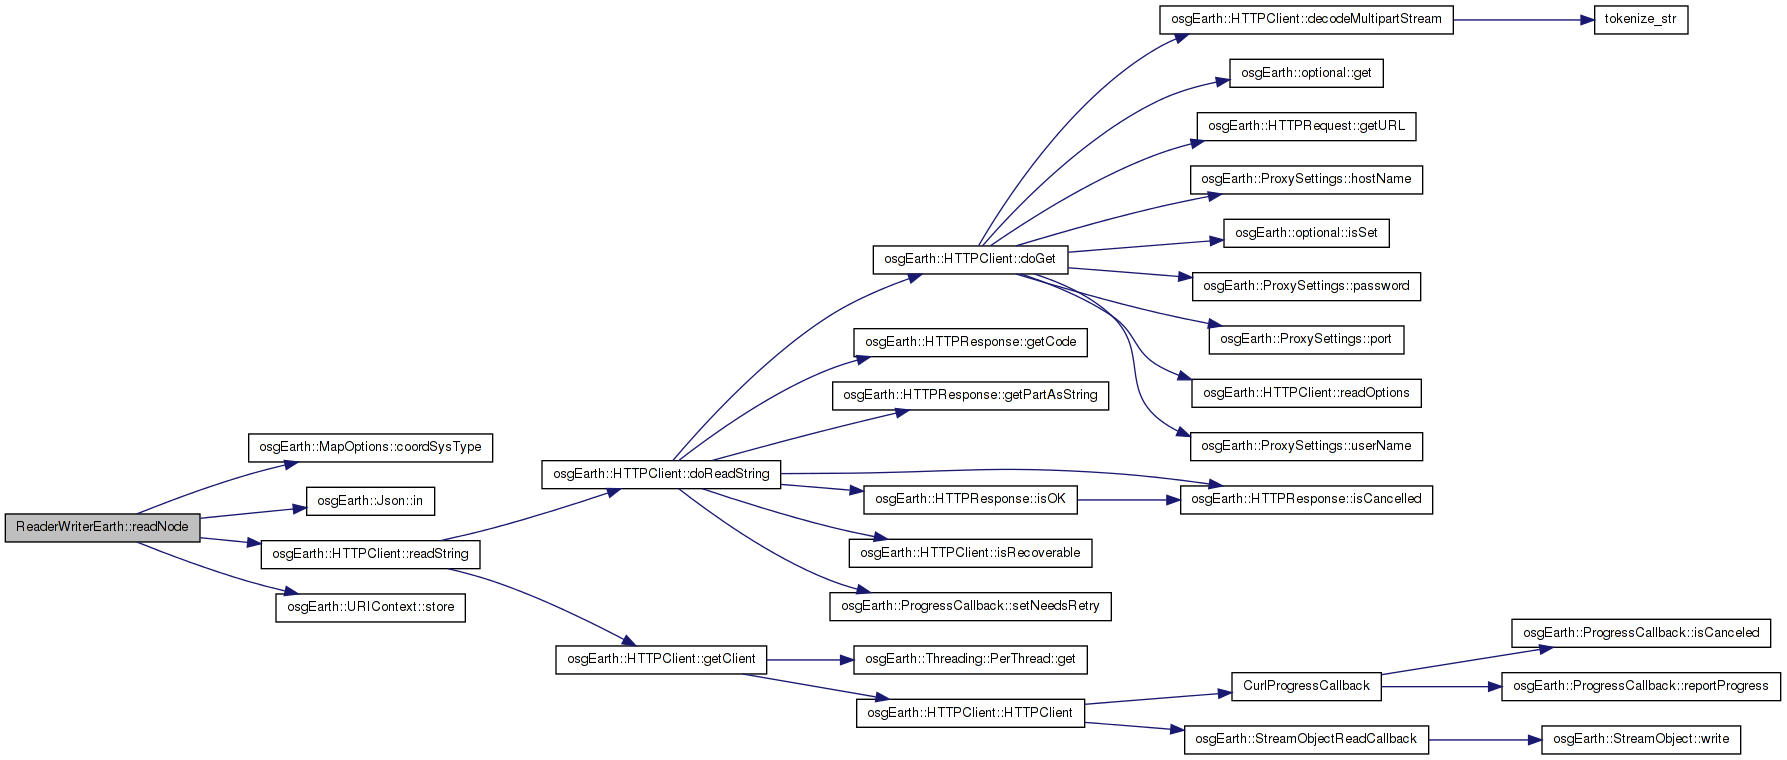 osgEarth::HTTPClient::decodeMultipartStream
tokenize_str
osgEarth::optional::get
osgEarth::HTTPRequest::getURL
osgEarth::ProxySettings::hostName
osgEarth::optional::isSet
osgEarth::HTTPClient::doGet
osgEarth::ProxySettings::password
osgEarth::ProxySettings::port
osgEarth::HTTPResponse::getCode
osgEarth::HTTPClient::readOptions
osgEarth::HTTPResponse::getPartAsString
osgEarth::ProxySettings::userName
osgEarth::MapOptions::coordSysType
osgEarth::HTTPClient::doReadString
osgEarth::Json::in
osgEarth::HTTPResponse::isOK
osgEarth::HTTPResponse::isCancelled
ReaderWriterEarth::readNode
osgEarth::HTTPClient::readString
osgEarth::HTTPClient::isRecoverable
osgEarth::URIContext::store
osgEarth::ProgressCallback::setNeedsRetry
osgEarth::ProgressCallback::isCanceled
osgEarth::HTTPClient::getClient
osgEarth::Threading::PerThread::get
CurlProgressCallback
osgEarth::ProgressCallback::reportProgress
osgEarth::HTTPClient::HTTPClient
osgEarth::StreamObjectReadCallback
osgEarth::StreamObject::write